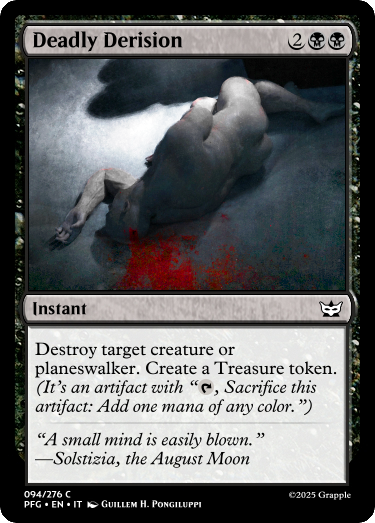 Deadly Derision 2
Instant
Destroy target creature or
planeswalker. Create a Treasure token.
(It's an artifact with “, Sacrifice this
artifact: Add one mana of any color.”)
“A small mind is easily blown.”
—Solstizia, the August Moon
094/276 C
PFG • EN • IT Guillem H. Pongiluppi
©2025 Grapple